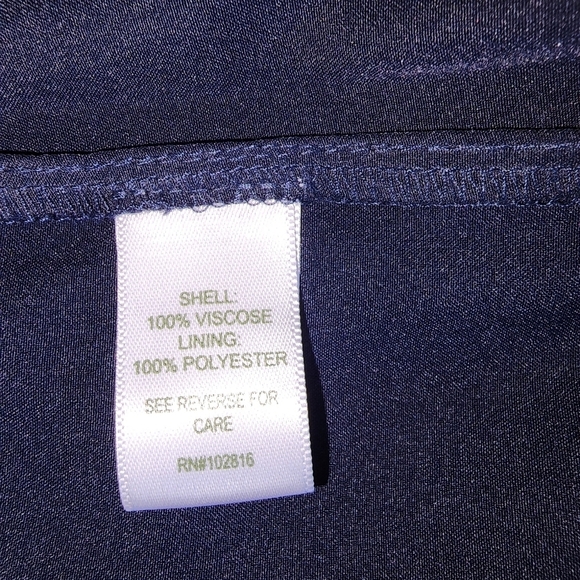 SHELL:
100% VISCOSE
LINING:
100% POLYESTER
SEE REVERSE FOR
CARE
RN#102816